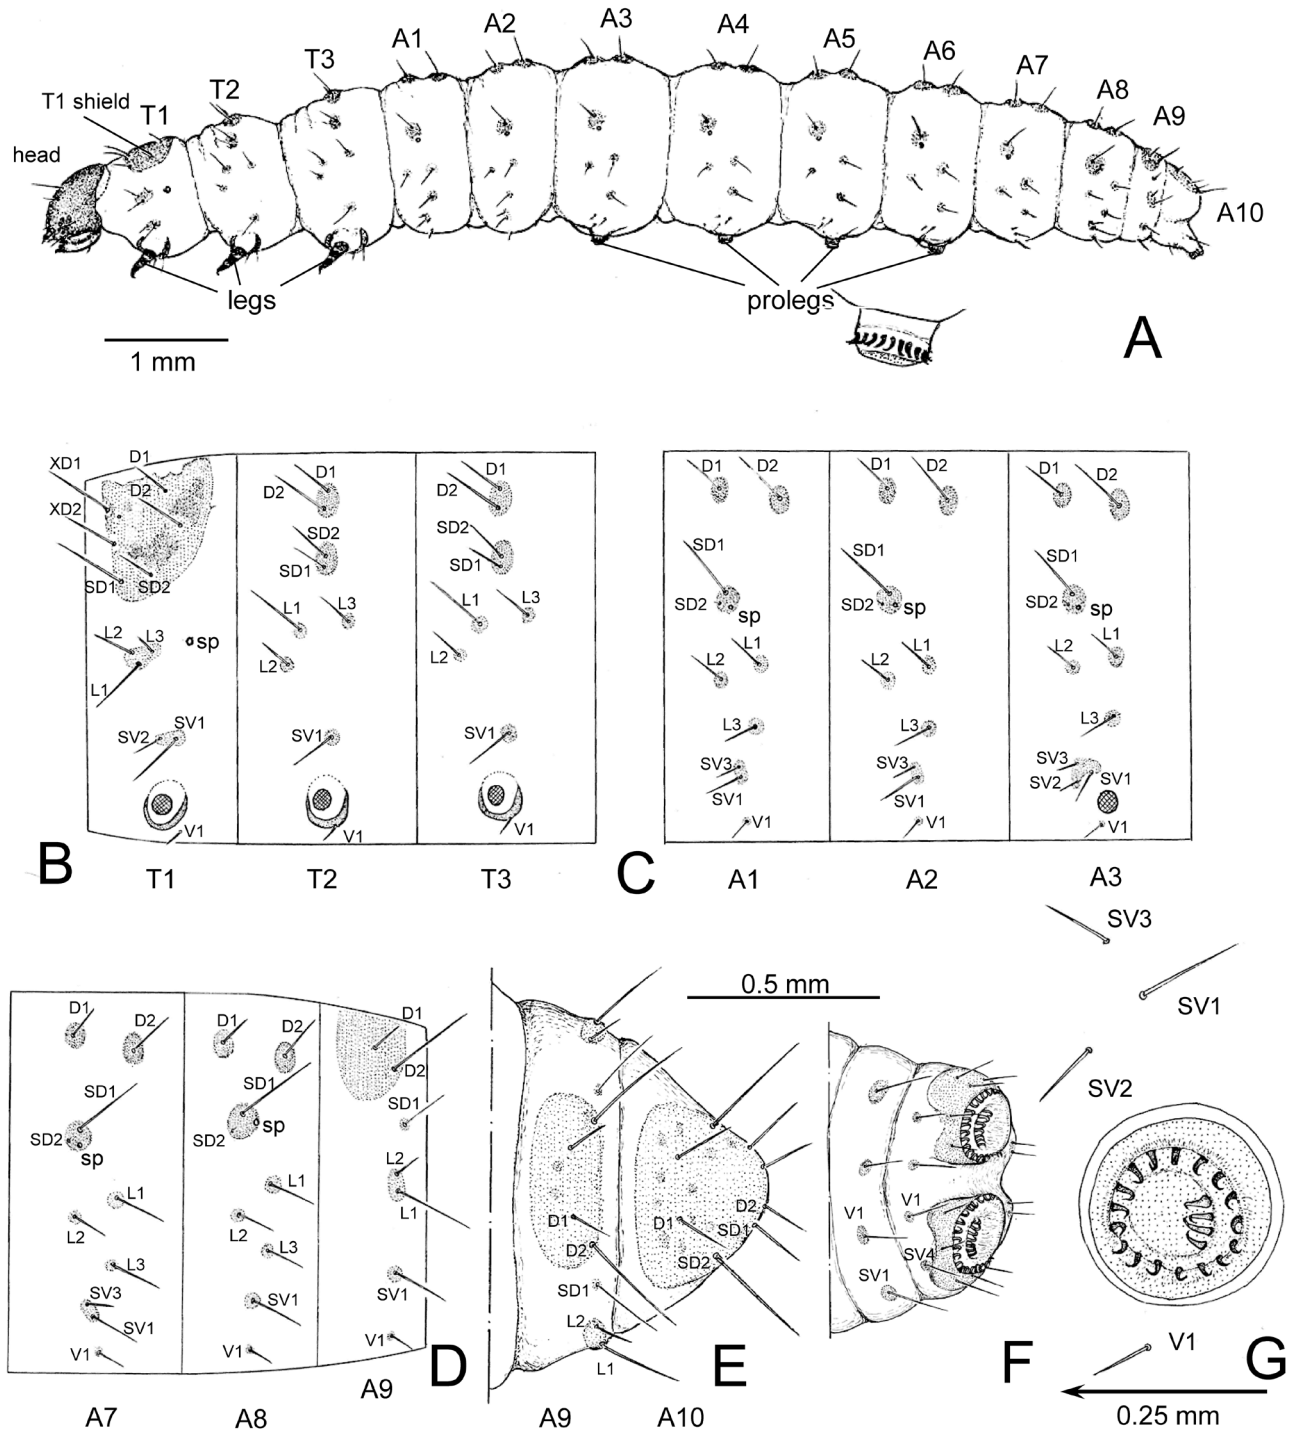 A1 A2 A3 A4 A5 A6 A7 A8 A9 A10
T3
T2
T1 shield T1
head
legs
prolegs
1 mm
A
XD1 D1 D2 XD2 SD1 SD2 L2 L3 sp L1 SV1 SV2 V1
D1 D2 SD2 SD1 L1 L3 L2 SV1 V1
D1 D2 SD2 SD1 L1 L3 L2 SV1 V1
B
T1 T2 T3
D1 D2 SD1 SD2 sp L1 L2 L3 SV3 SV1 V1
D1 D2 SD1 SD2 sp L1 L2 L3 SV3 SV1 V1
D1 D2 SD1 SD2 sp L1 L2 L3 SV3 SV2 SV1 V1
C
A1 A2 A3
D1 D2 SD1 SD2 sp L1 L2 L3 SV3 SV1 V1
D1 D2 SD1 SD2 sp L1 L2 L3 SV1 V1
D1 D2 SD1 L2 L1 SV1 V1
D
A7 A8 A9
0.5 mm
D1 D2 SD1 L2 L1
D1 D2 SD1 SD2
E
A9 A10
V1 V1 SV4 SV1
F
SV3
SV1
SV2
V1
G
0.25 mm